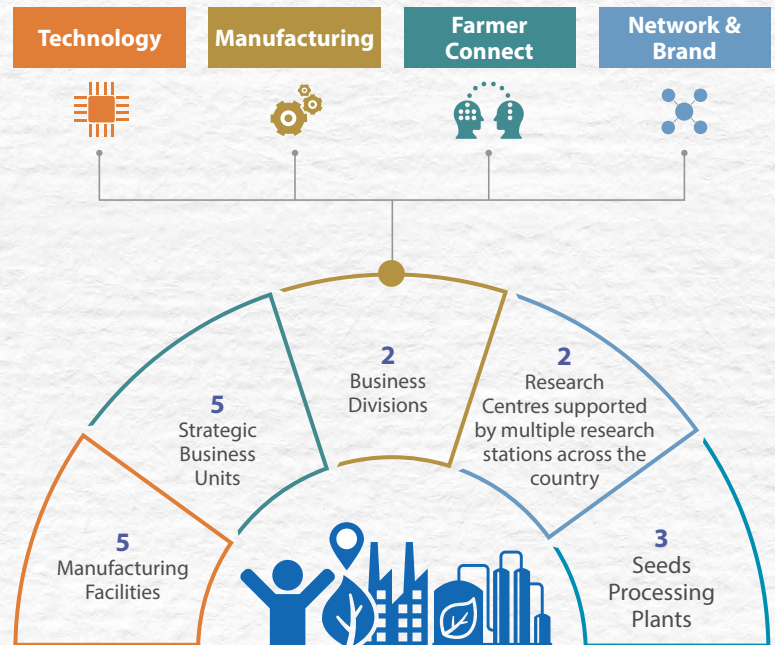 Technology
Manufacturing
Farmer
Connect
Network &
Brand
5
Manufacturing
Facilities
5
Strategic
Business
Units
2
Business
Divisions
2
Research
Centres supported
by multiple research
stations across the
country
3
Seeds
Processing
Plants